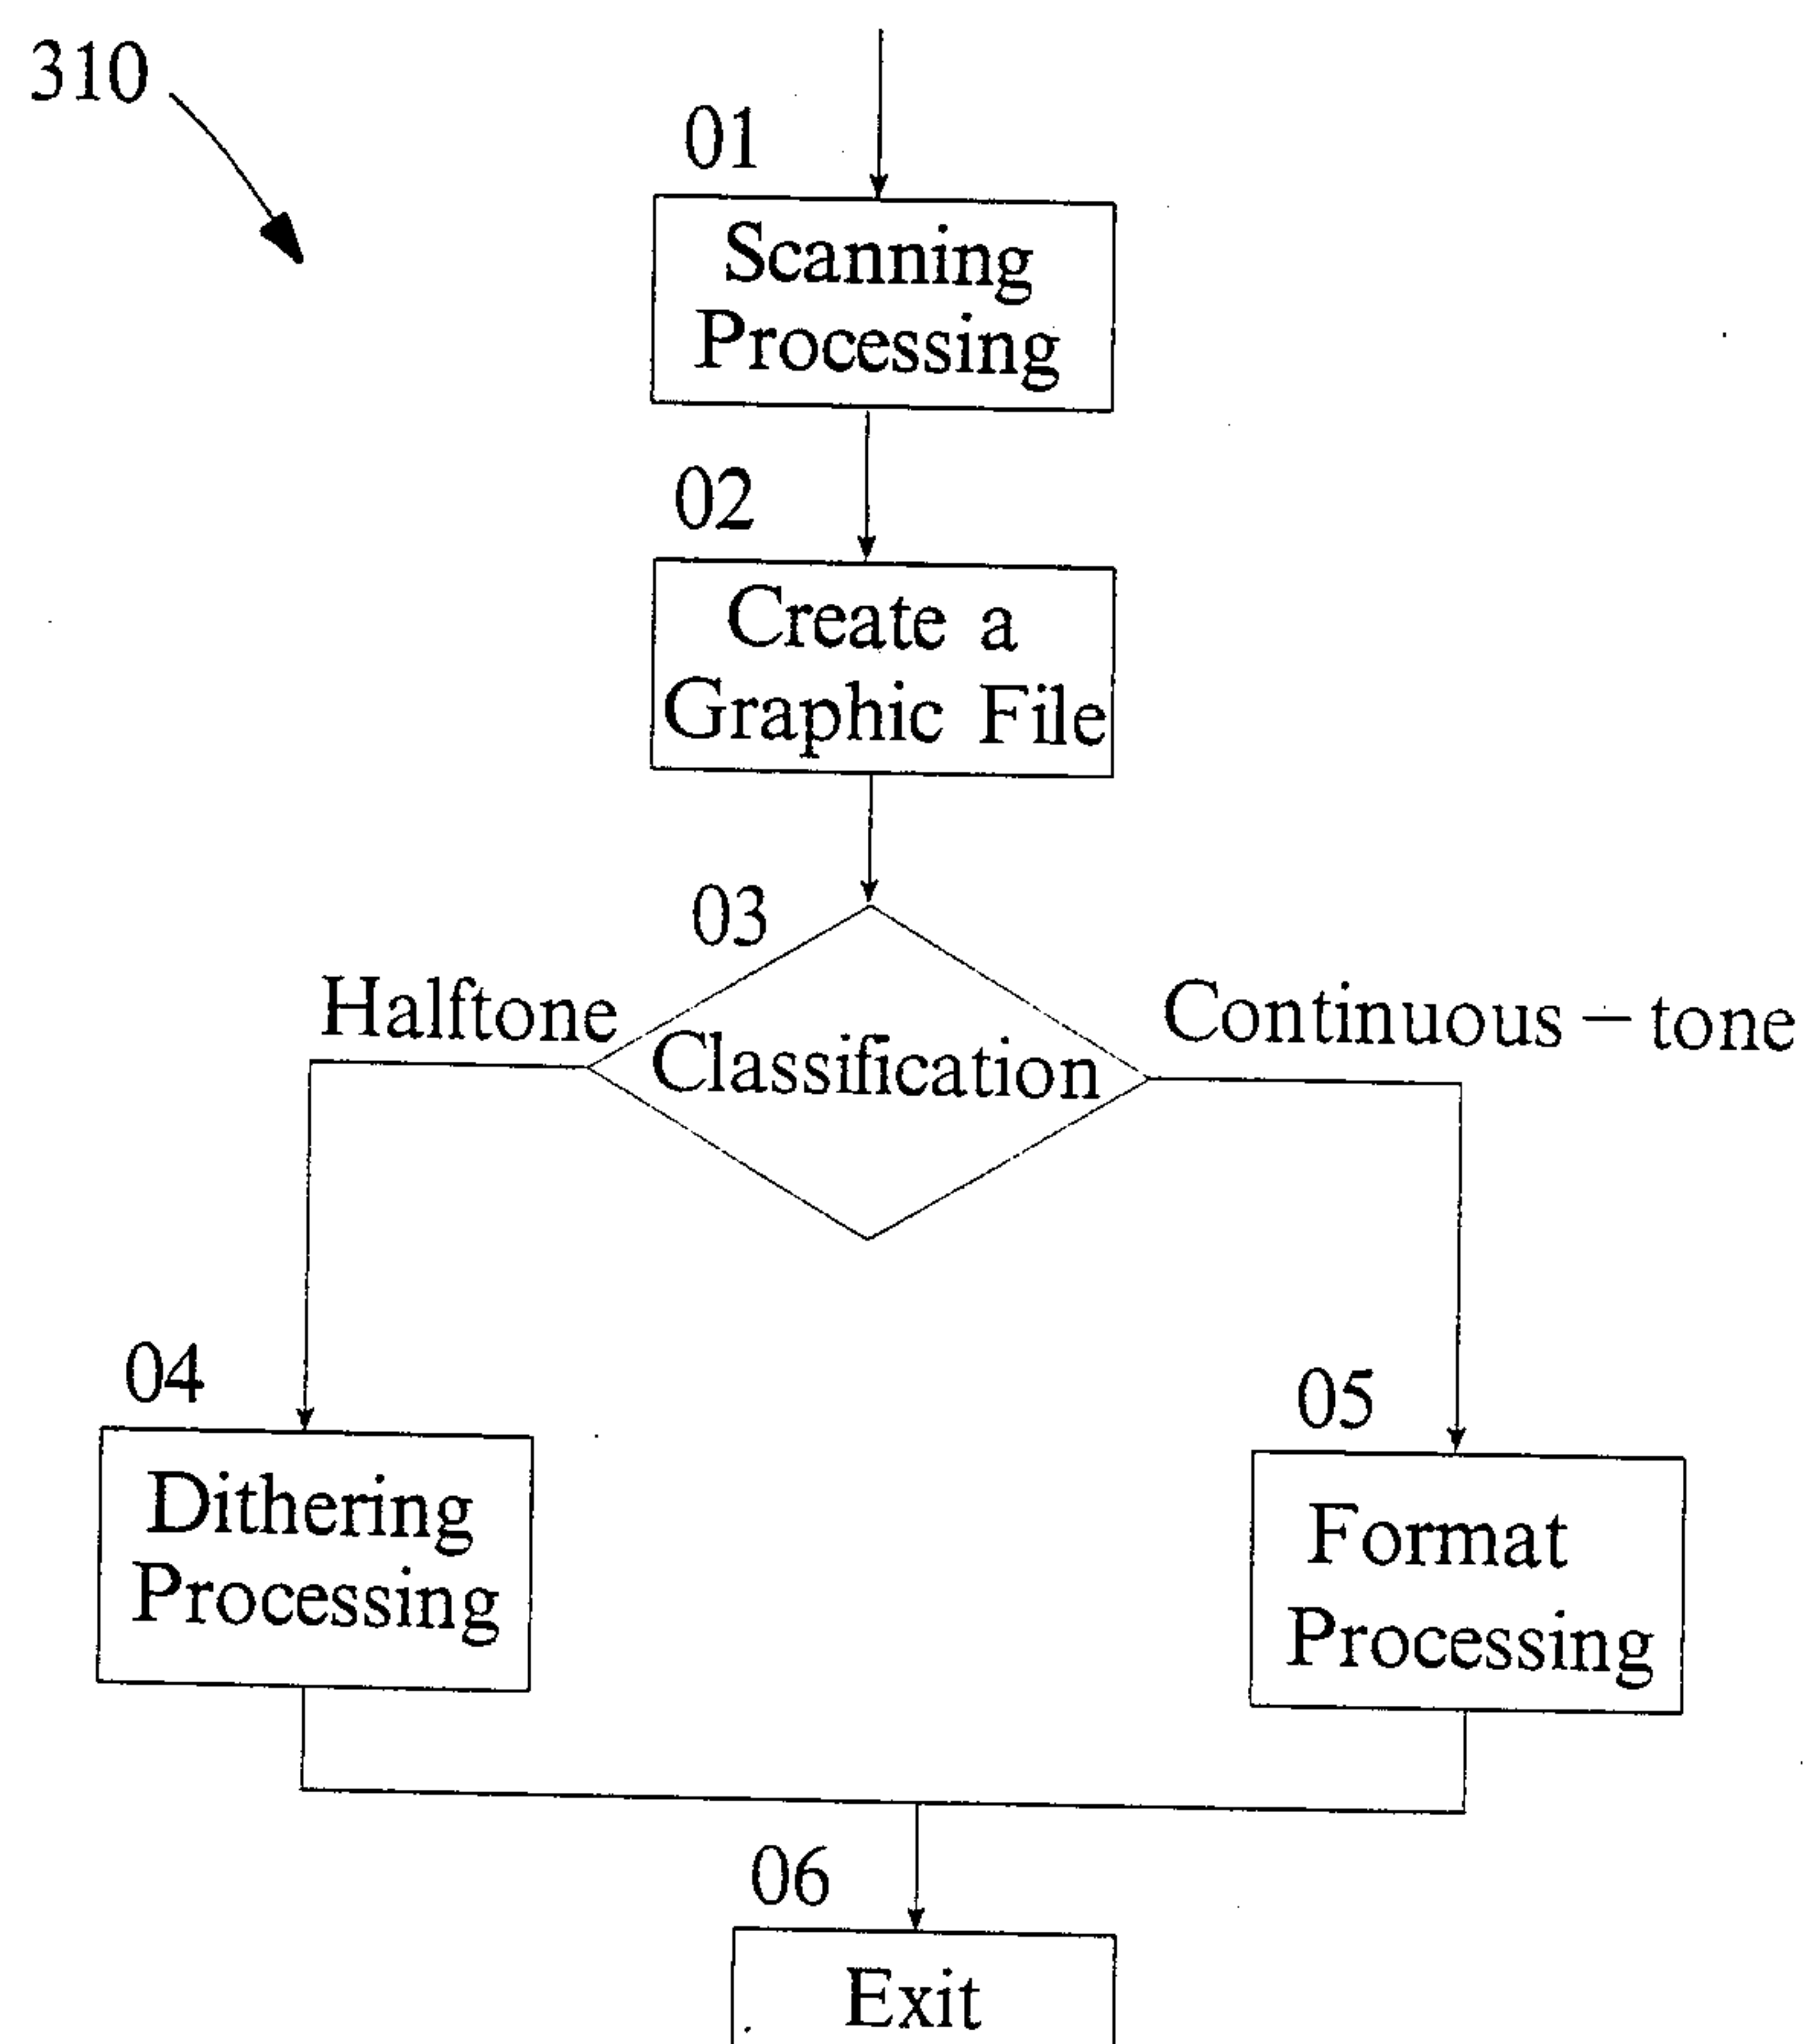 310
01
Scanning
Processing
02
Create a
Graphic File
03
Halftone
Classification
Continuous – tone
04
Dithering
Processing
05
Format
Processing
06
Exit